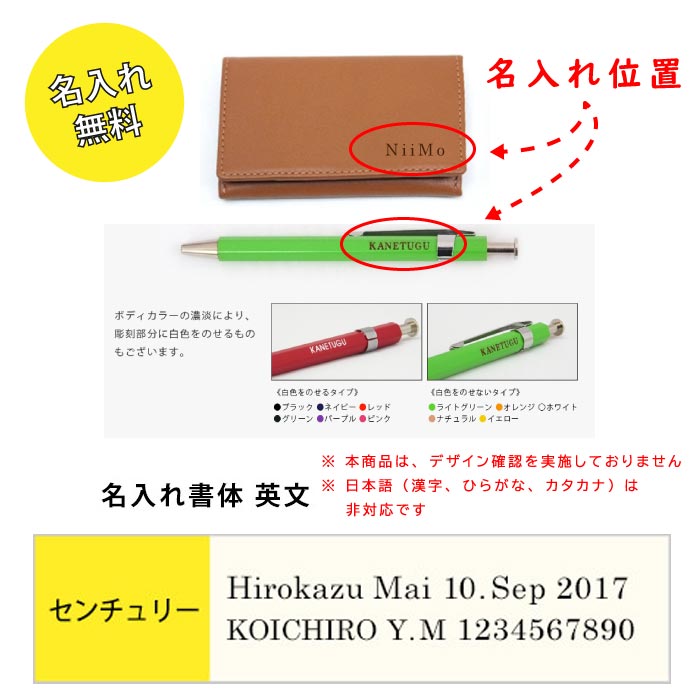 名入れ
無料
名入れ位置
NiiMo
KANETUGU
ボディカラーの濃淡により、
彫刻部分に白色をのせるもの
もございます。
KANETUGU
KANETUGU
《白色をのせるタイプ》
●ブラック ●ネイビー ●レッド
●グリーン ●パープル ●ピンク
《白色をのせないタイプ》
●ライトグリーン ●オレンジ ○ホワイト
●ナチュラル ●イエロー
※ 本商品は、デザイン確認を実施しておりません
※ 日本語（漢字、ひらがな、カタカナ）は
非対応です
名入れ書体 英文
センチュリー
Hirokazu Mai 10.Sep 2017
KOICHIRO Y.M 1234567890